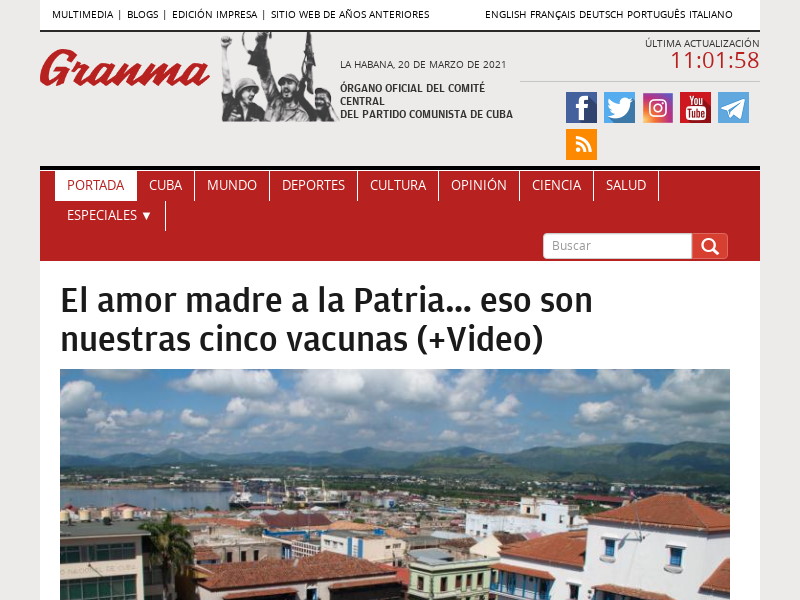 MULTIMEDIA | BLOGS | EDICIÓN IMPRESA | SITIO WEB DE AÑOS ANTERIORES
ENGLISH FRANÇAIS DEUTSCH PORTUGUÊS ITALIANO
Granma
LA HABANA, 20 DE MARZO DE 2021
ÓRGANO OFICIAL DEL COMITÉ
CENTRAL
DEL PARTIDO COMUNISTA DE CUBA
ÚLTIMA ACTUALIZACIÓN
11:01:58
You
Tube
PORTADA CUBA MUNDO DEPORTES CULTURA OPINIÓN CIENCIA SALUD
ESPECIALES ▼
Buscar
El amor madre a la Patria... eso son
nuestras cinco vacunas (+Video)